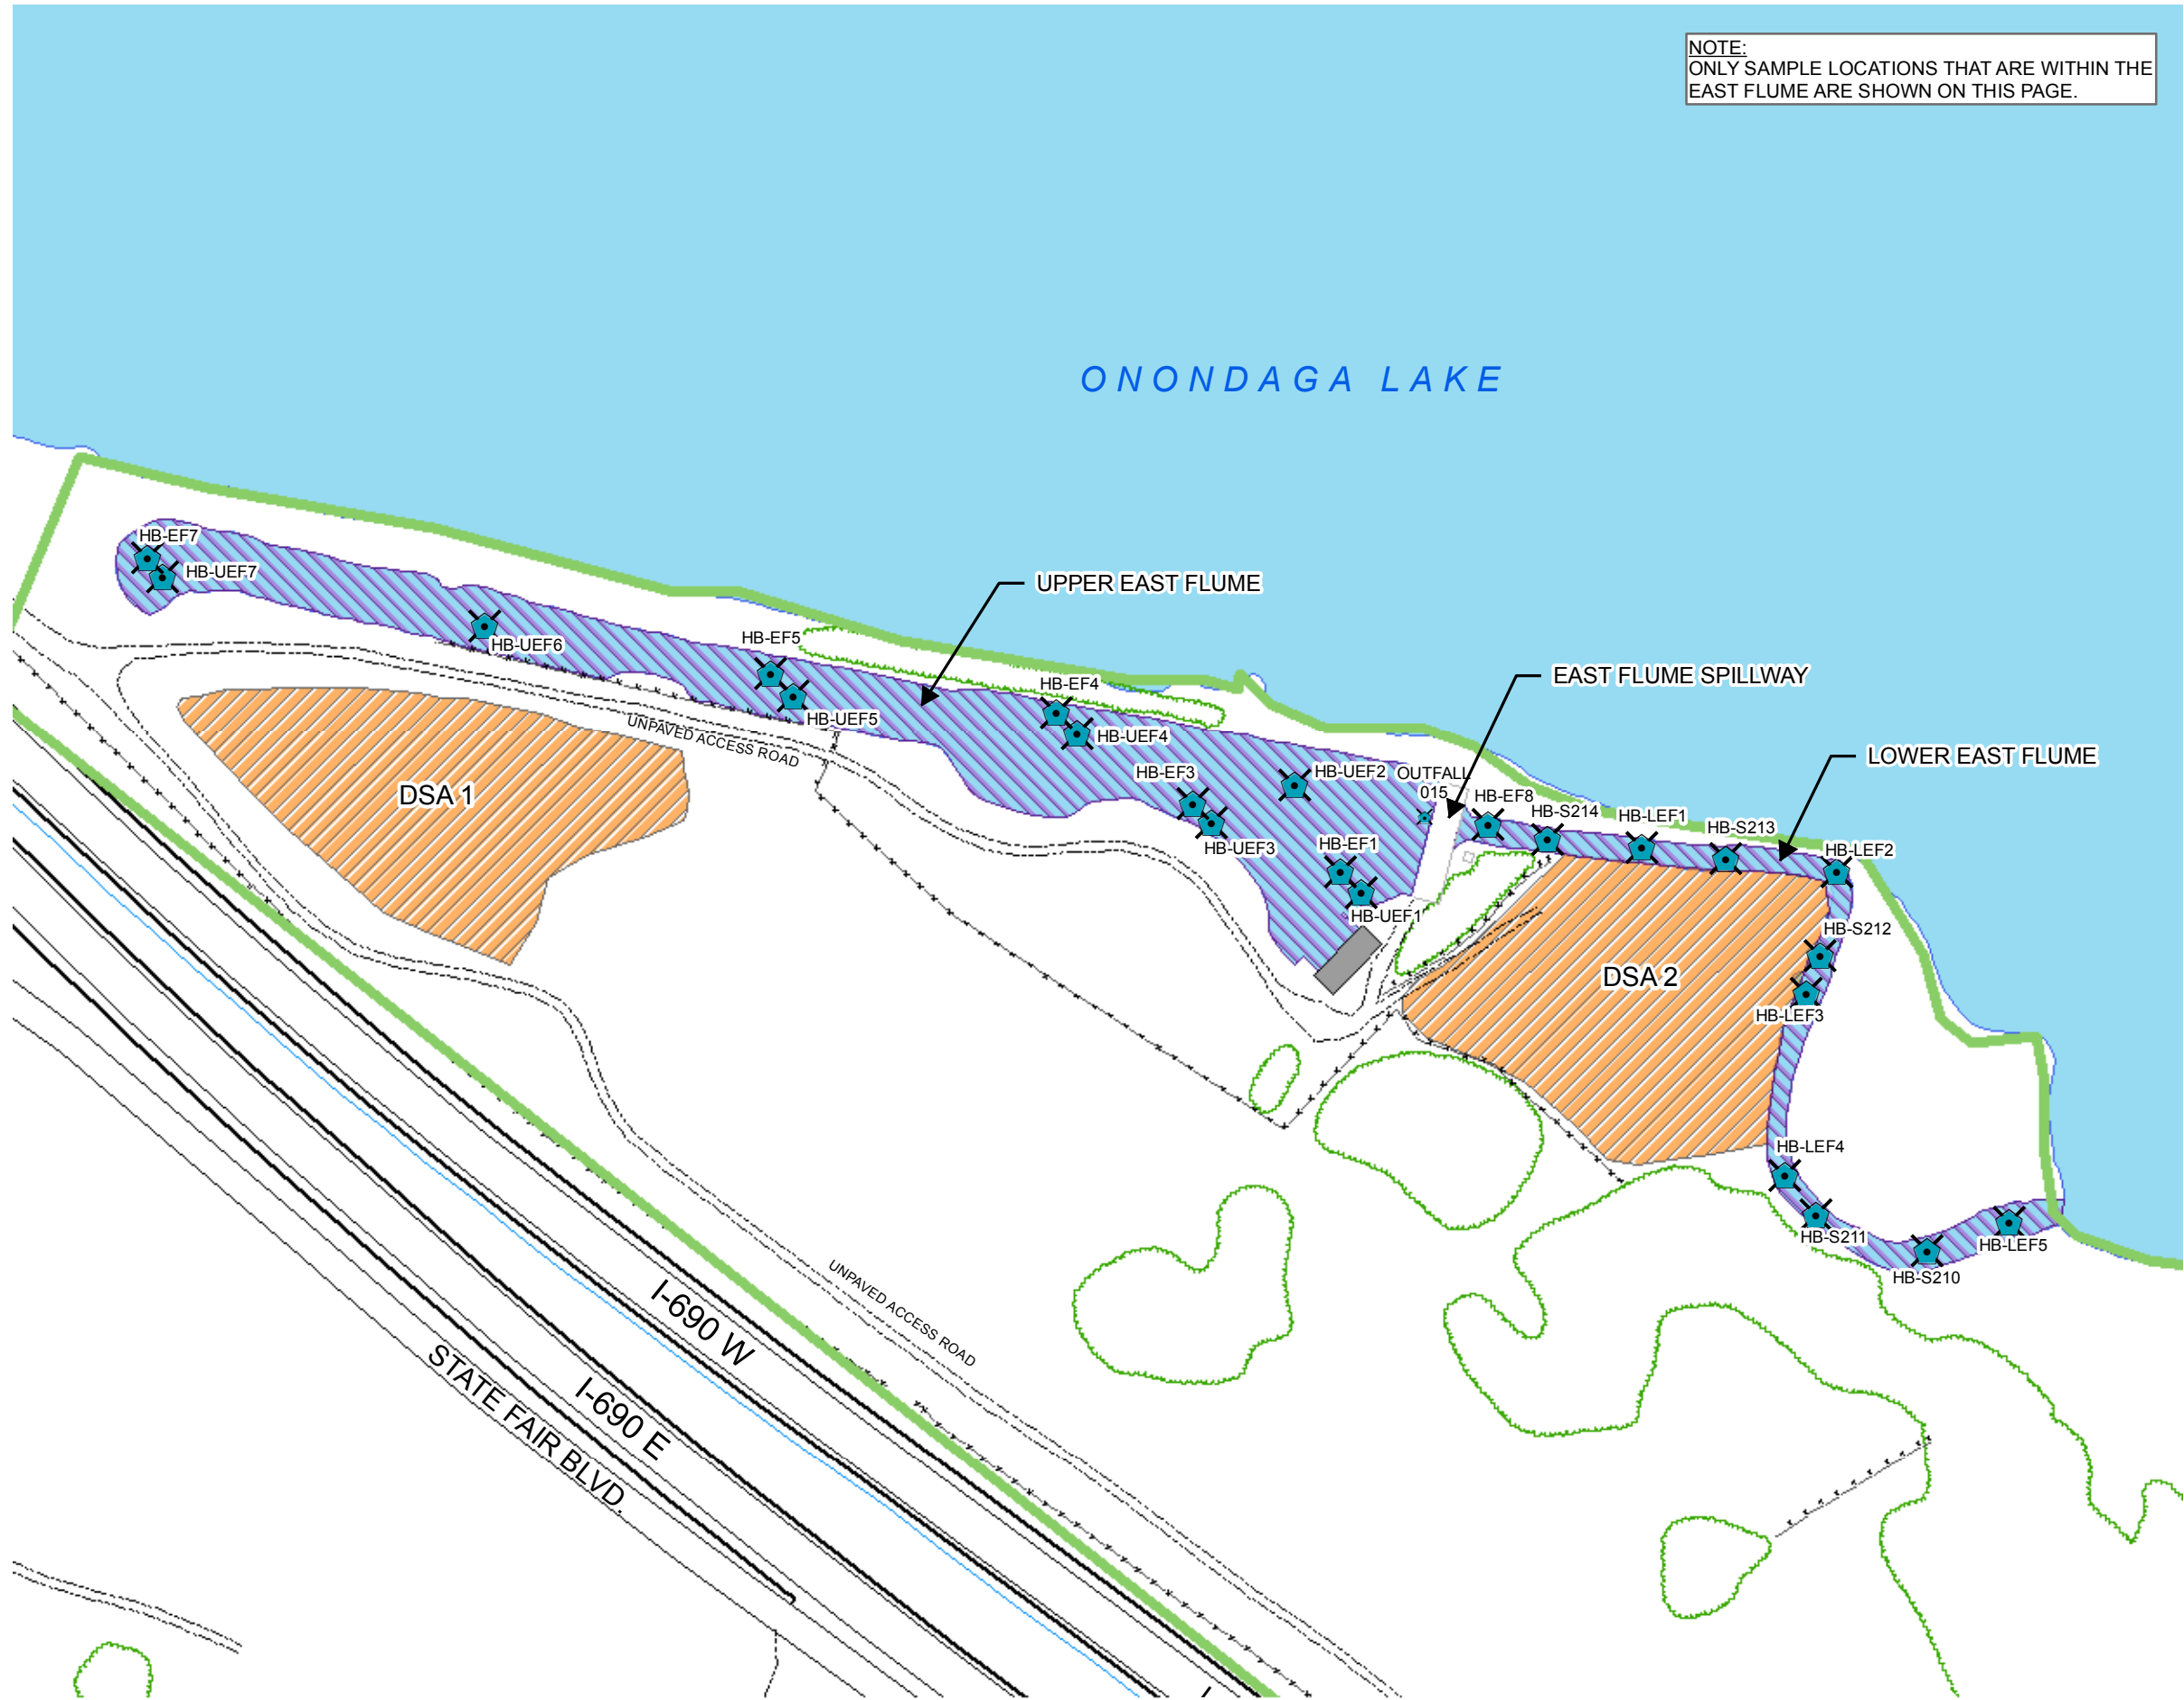 NOTE:
ONLY SAMPLE LOCATIONS THAT ARE WITHIN THE
EAST FLUME ARE SHOWN ON THIS PAGE.
ONONDAGA LAKE
HB-EF7
HB-UEF7
UPPER EAST FLUME
HB-UEF6
HB-EF5
HB-EF4
EAST FLUME SPILLWAY
HB-UEF5
UNPAVED ACCESS ROAD
HB-UEF4
LOWER EAST FLUME
HB-EF3
HB-UEF2
OUTFALL
015
DSA 1
HB-EF8
HB-S214
HB-LEF1
HB-S213
HB-UEF3
HB-EF1
HB-LEF2
HB-UEF1
HB-S212
DSA 2
HB-LEF3
HB-LEF4
HB-S211
HB-LEF5
HB-S210
UNPAVED ACCESS ROAD
I-690 W
I-690 E
STATE FAIR BLVD.